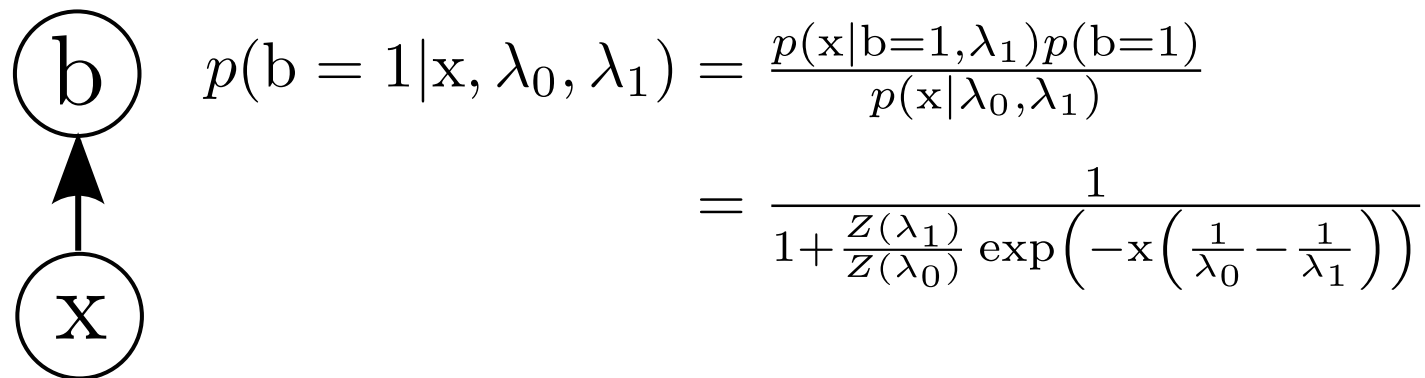 b
p(b = 1|x, λ₀, λ₁) = p(x|b=1,λ₁)p(b=1) / p(x|λ₀,λ₁)
= 1 / 1+ Z(λ₁)/Z(λ₀) exp(−x(1/λ₀ − 1/λ₁))
x